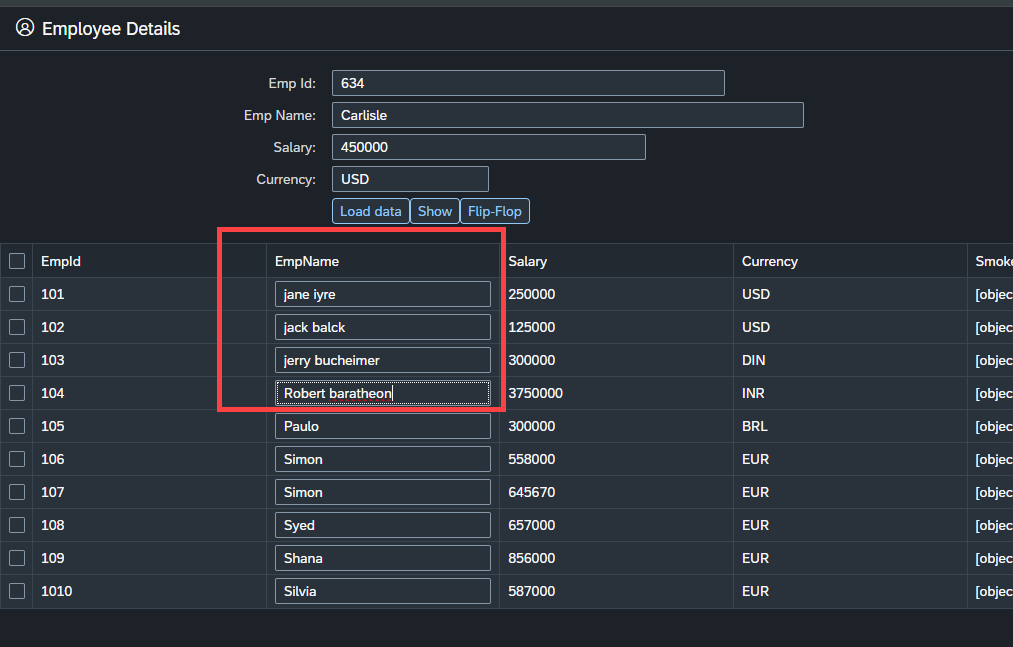 Employee Details
Emp Id: 634
Emp Name: Carlisle
Salary: 450000
Currency: USD
Load data Show Flip-Flop
EmpId EmpName Salary Currency Smoke
101 jane iyre 250000 USD [objec
102 jack balck 125000 USD [objec
103 jerry bucheimer 300000 DIN [objec
104 Robert baratheon 3750000 INR [objec
105 Paulo 300000 BRL [objec
106 Simon 558000 EUR [objec
107 Simon 645670 EUR [objec
108 Syed 657000 EUR [objec
109 Shana 856000 EUR [objec
1010 Silvia 587000 EUR [objec